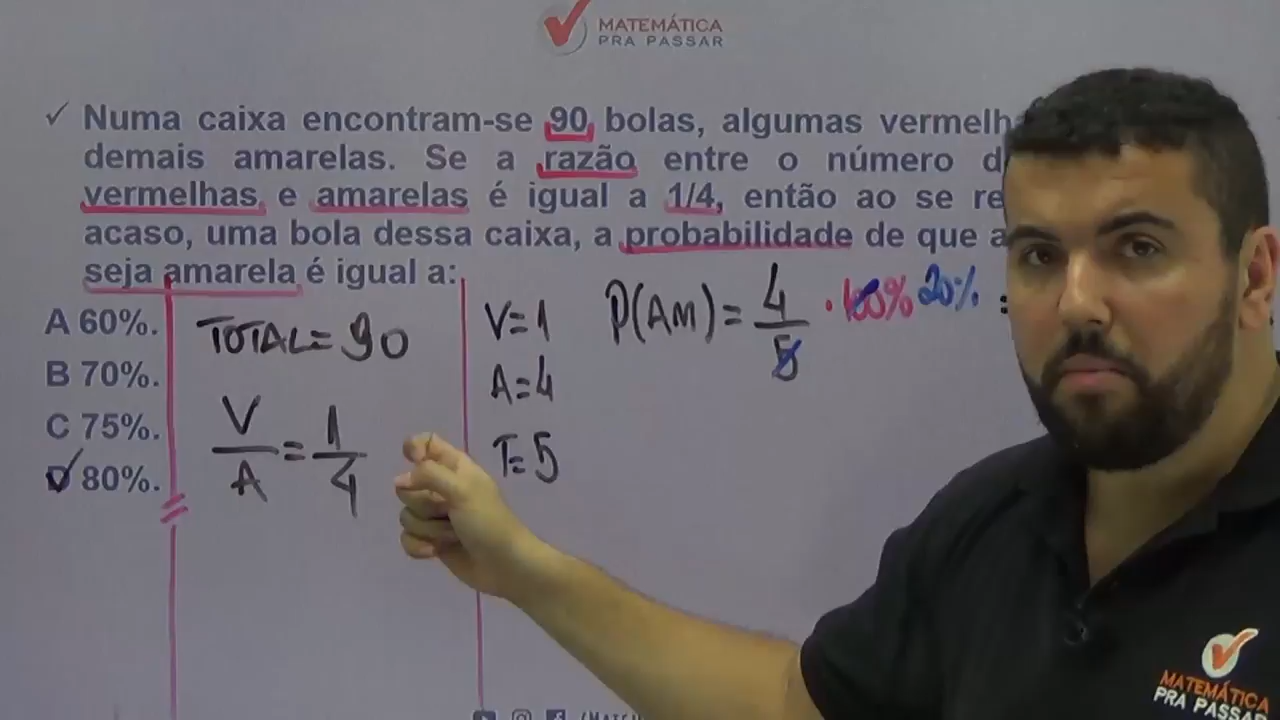 MATEMÁTICA
PRA PASSAR
✓ Numa caixa encontram-se 90 bolas, algumas vermelh
demais amarelas. Se a razão entre o número d
vermelhas e amarelas é igual a 1/4, então ao se re
acaso, uma bola dessa caixa, a probabilidade de que a
seja amarela é igual a:
A 60%.
B 70%.
C 75%.
D 80%.
TOTAL=90
V/A=1/4
V=1
A=4
T=5
P(AM)=4/5 · 100% 20% =
MATEMÁTICA
PRA PASSAR